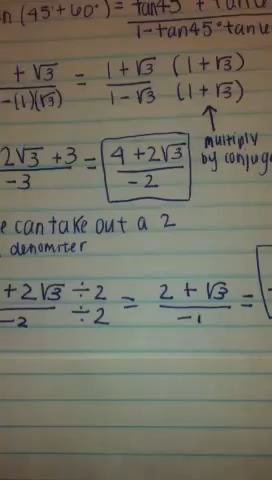 (45°+60°) = tan45° +
1-tan45° tan
+ √3 = 1+√3 (1+√3)
-(1)(√3) 1-√3 (1+√3)
multiply
by conjug
2√3 +3 = 4+2√3
-3 -2
can take out a 2
denomiter
+ 2√3 ÷2 = 2 + √3 =
-2 ÷2 -1